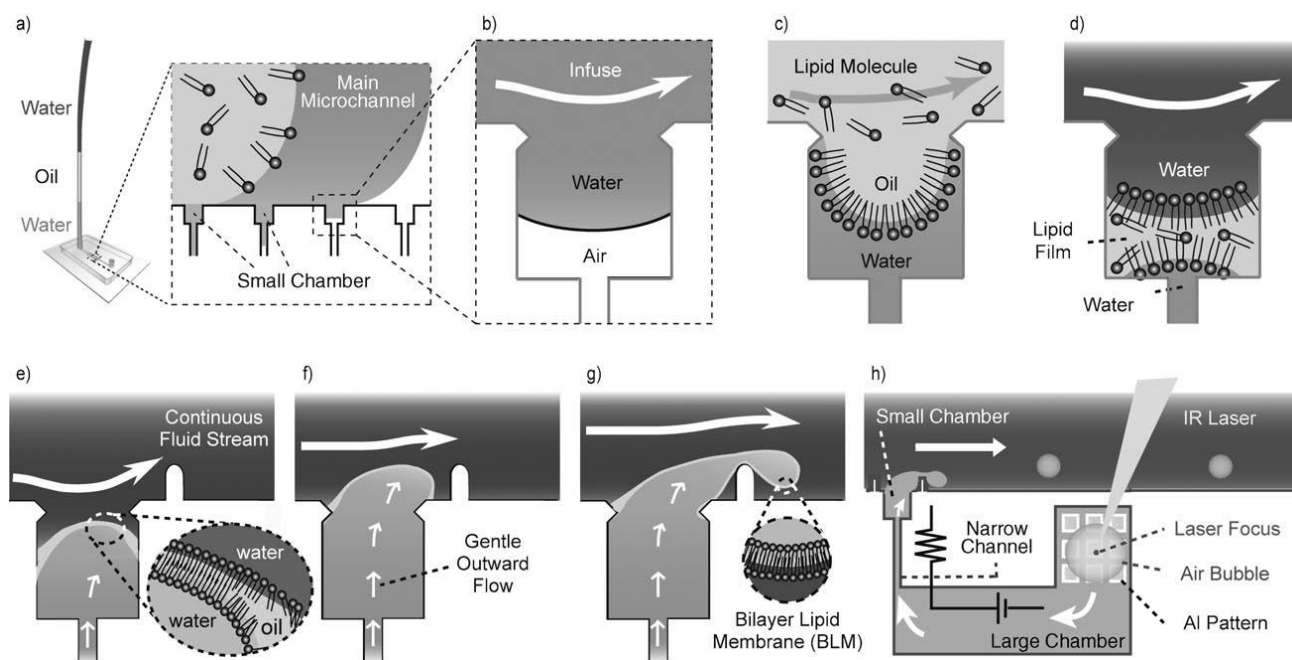 a)
Water
Oil
Water
Main
Microchannel
Small Chamber
b)
Infuse
Water
Air
c)
Lipid Molecule
Oil
Water
d)
Water
Lipid
Film
Water
e)
Continuous
Fluid Stream
water
water
oil
f)
Gentle
Outward
Flow
g)
Bilayer Lipid
Membrane (BLM)
h)
Small Chamber
IR Laser
Narrow
Channel
Laser Focus
Air Bubble
Al Pattern
Large Chamber